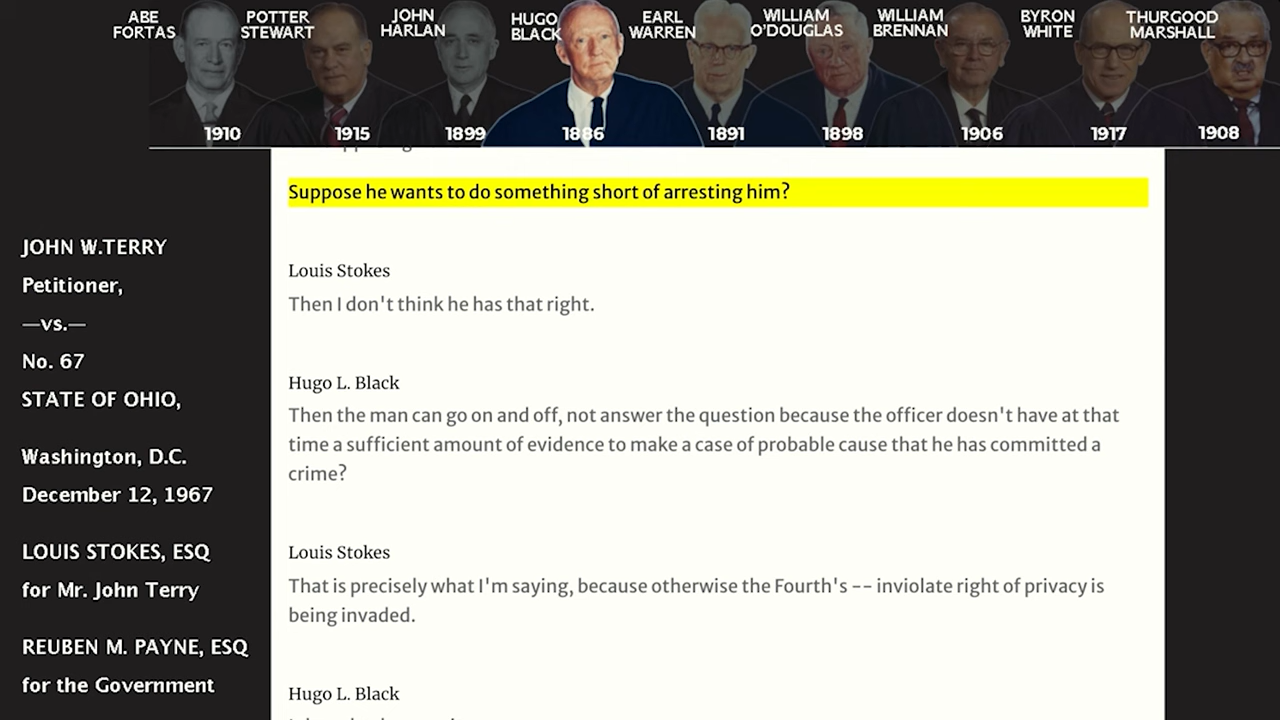 ABE
FORTAS
POTTER
STEWART
JOHN
HARLAN
HUGO
BLACK
EARL
WARREN
WILLIAM
O'DOUGLAS
WILLIAM
BRENNAN
BYRON
WHITE
THURGOOD
MARSHALL
1910
1915
1899
1886
1891
1898
1906
1917
1908
JOHN W.TERRY
Petitioner,
—vs.—
No. 67
STATE OF OHIO,
Washington, D.C.
December 12, 1967
LOUIS STOKES, ESQ
for Mr. John Terry
REUBEN M. PAYNE, ESQ
for the Government
Suppose he wants to do something short of arresting him?
Louis Stokes
Then I don't think he has that right.
Hugo L. Black
Then the man can go on and off, not answer the question because the officer doesn't have at that
time a sufficient amount of evidence to make a case of probable cause that he has committed a
crime?
Louis Stokes
That is precisely what I'm saying, because otherwise the Fourth's -- inviolate right of privacy is
being invaded.
Hugo L. Black